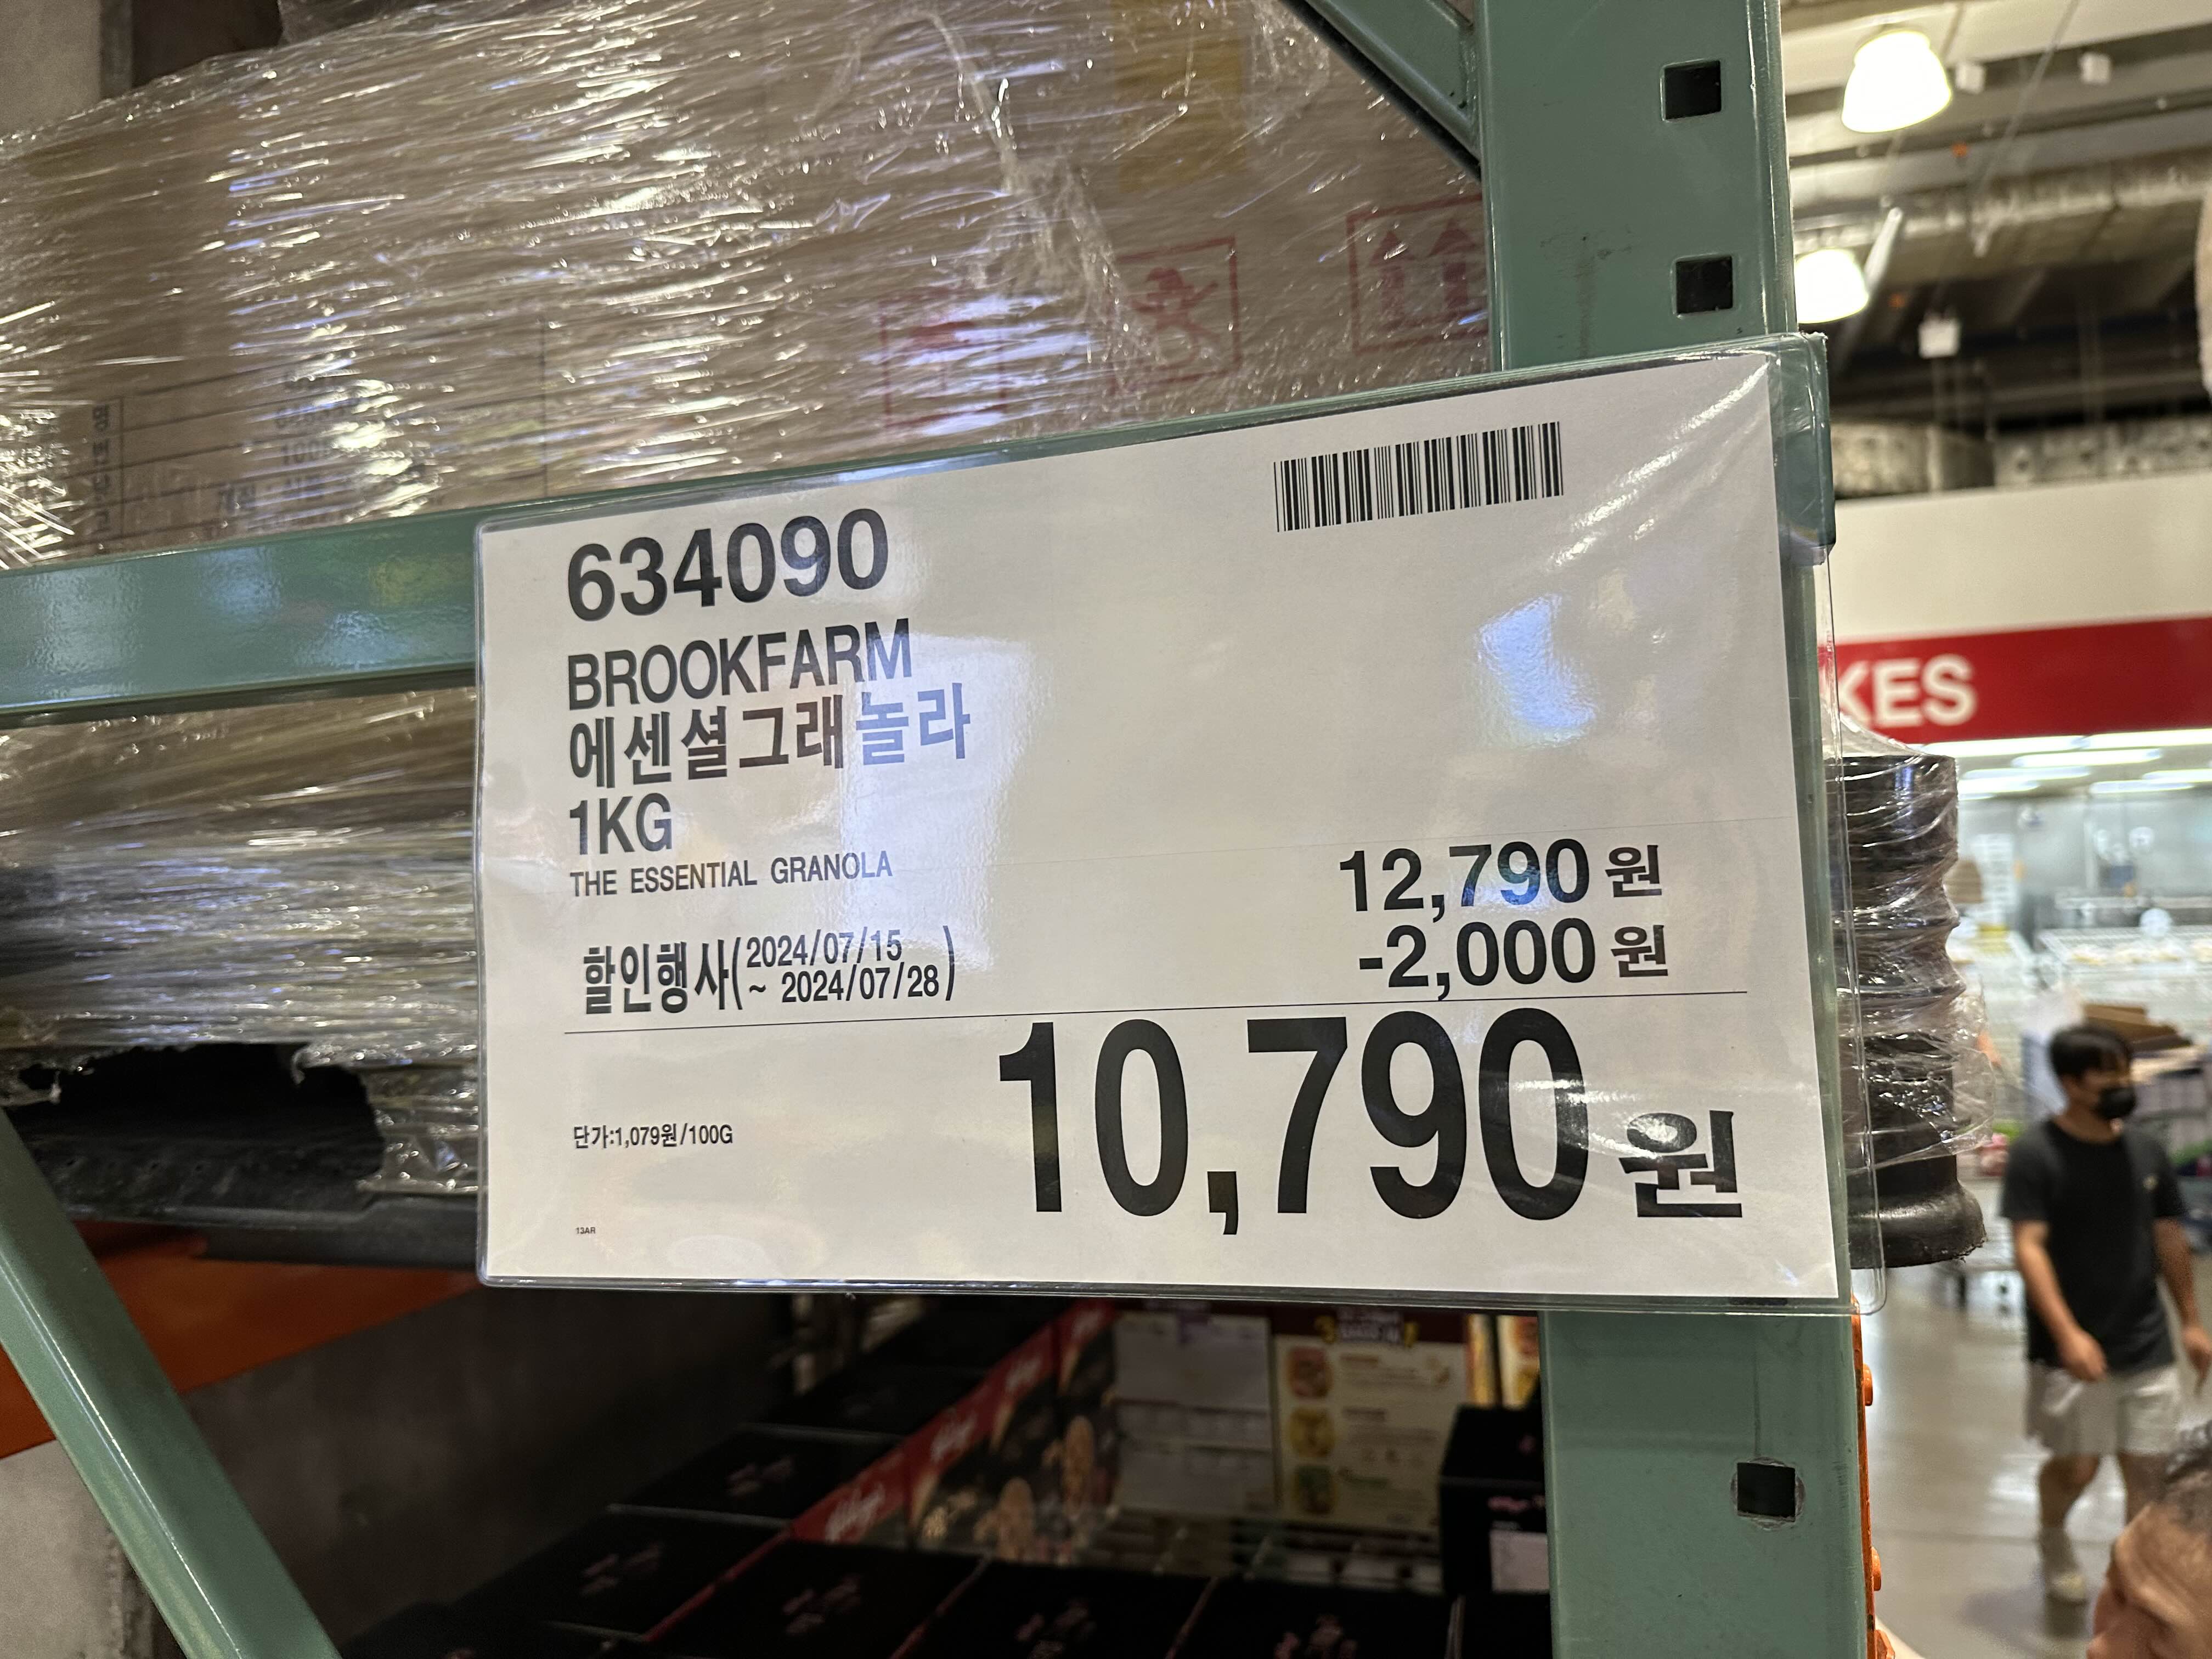 634090
BROOKFARM
에센셜그래놀라
1KG
THE ESSENTIAL GRANOLA
12,790 원
할인행사(2024/07/15
~ 2024/07/28)
-2,000 원
10,790 원
단가:1,079원/100G
13AR
KES
Kellogg's